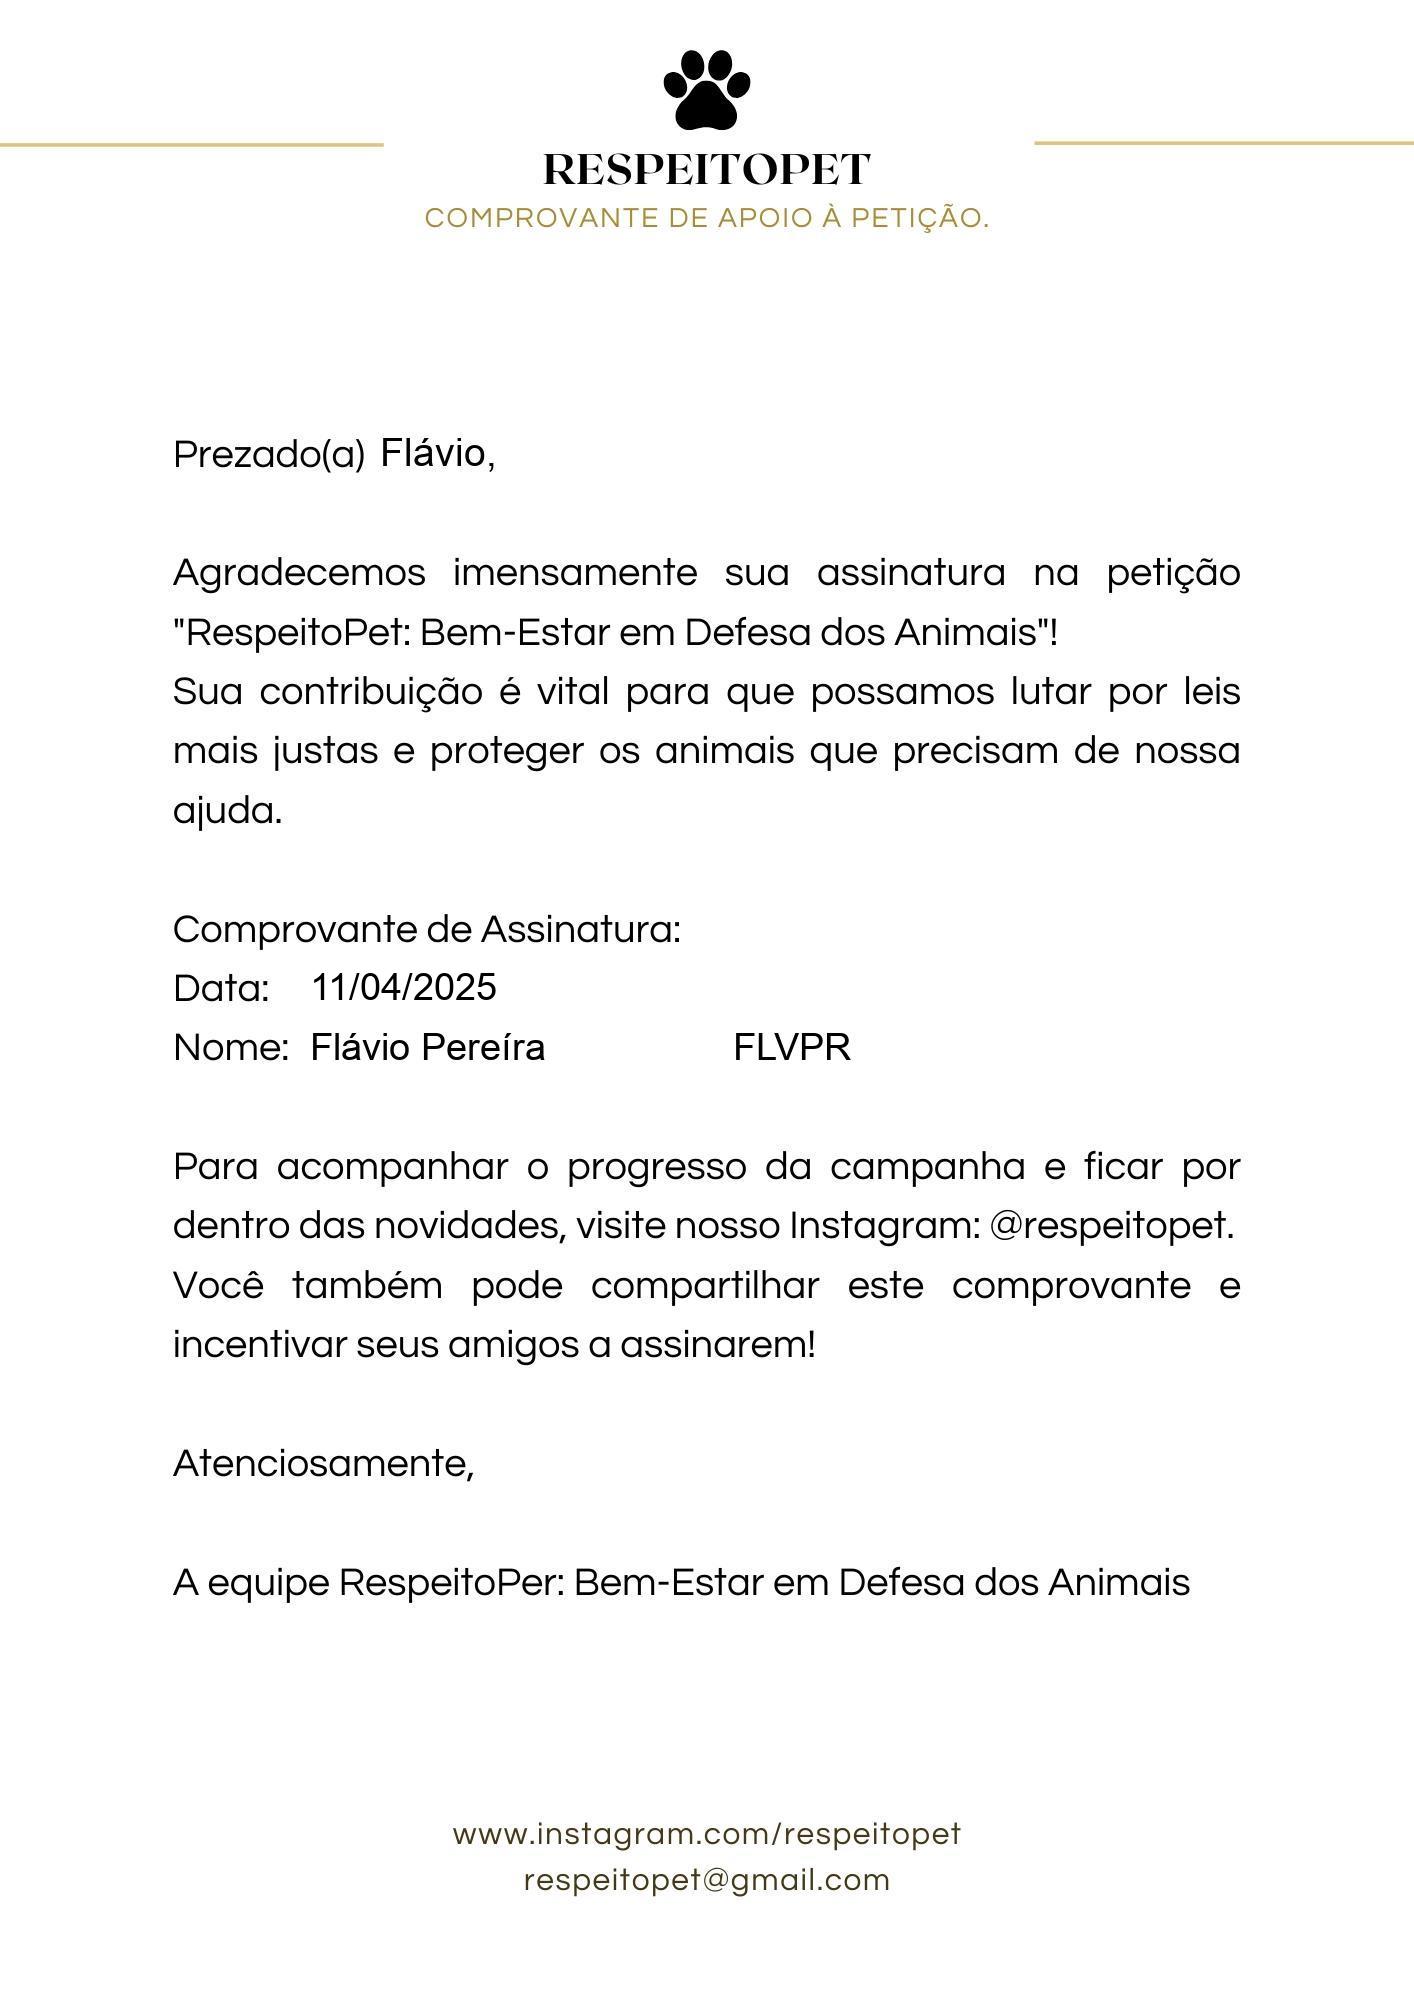 RESPEITOPET
COMPROVANTE DE APOIO À PETIÇÃO.
Prezado(a) Flávio,
Agradecemos imensamente sua assinatura na petição
"RespeitoPet: Bem-Estar em Defesa dos Animais"!
Sua contribuição é vital para que possamos lutar por leis
mais justas e proteger os animais que precisam de nossa
ajuda.
Comprovante de Assinatura:
Data: 11/04/2025
Nome: Flávio Pereíra FLVPR
Para acompanhar o progresso da campanha e ficar por
dentro das novidades, visite nosso Instagram: @respeitopet.
Você também pode compartilhar este comprovante e
incentivar seus amigos a assinarem!
Atenciosamente,
A equipe RespeitoPer: Bem-Estar em Defesa dos Animais
www.instagram.com/respeitopet
respeitopet@gmail.com